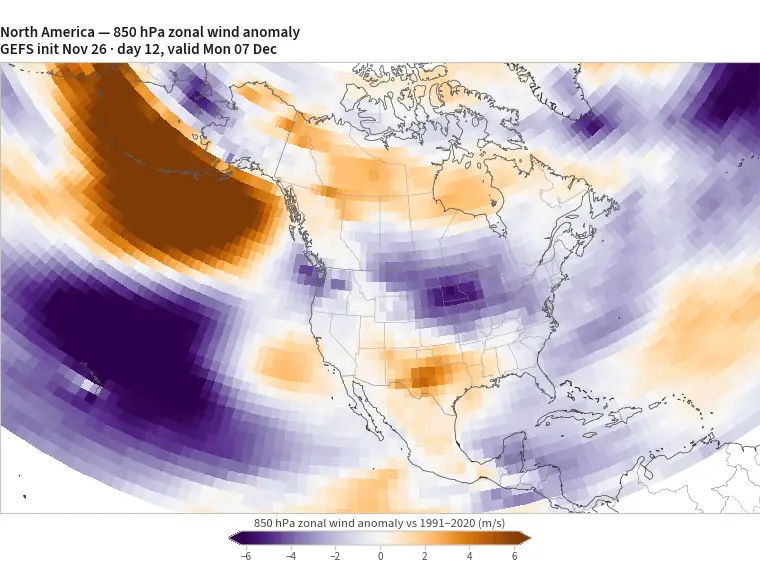 North America — 850 hPa zonal wind anomaly
GEFS init Nov 26 · day 12, valid Mon 07 Dec
850 hPa zonal wind anomaly vs 1991–2020 (m/s)
−6 −4 −2 0 2 4 6